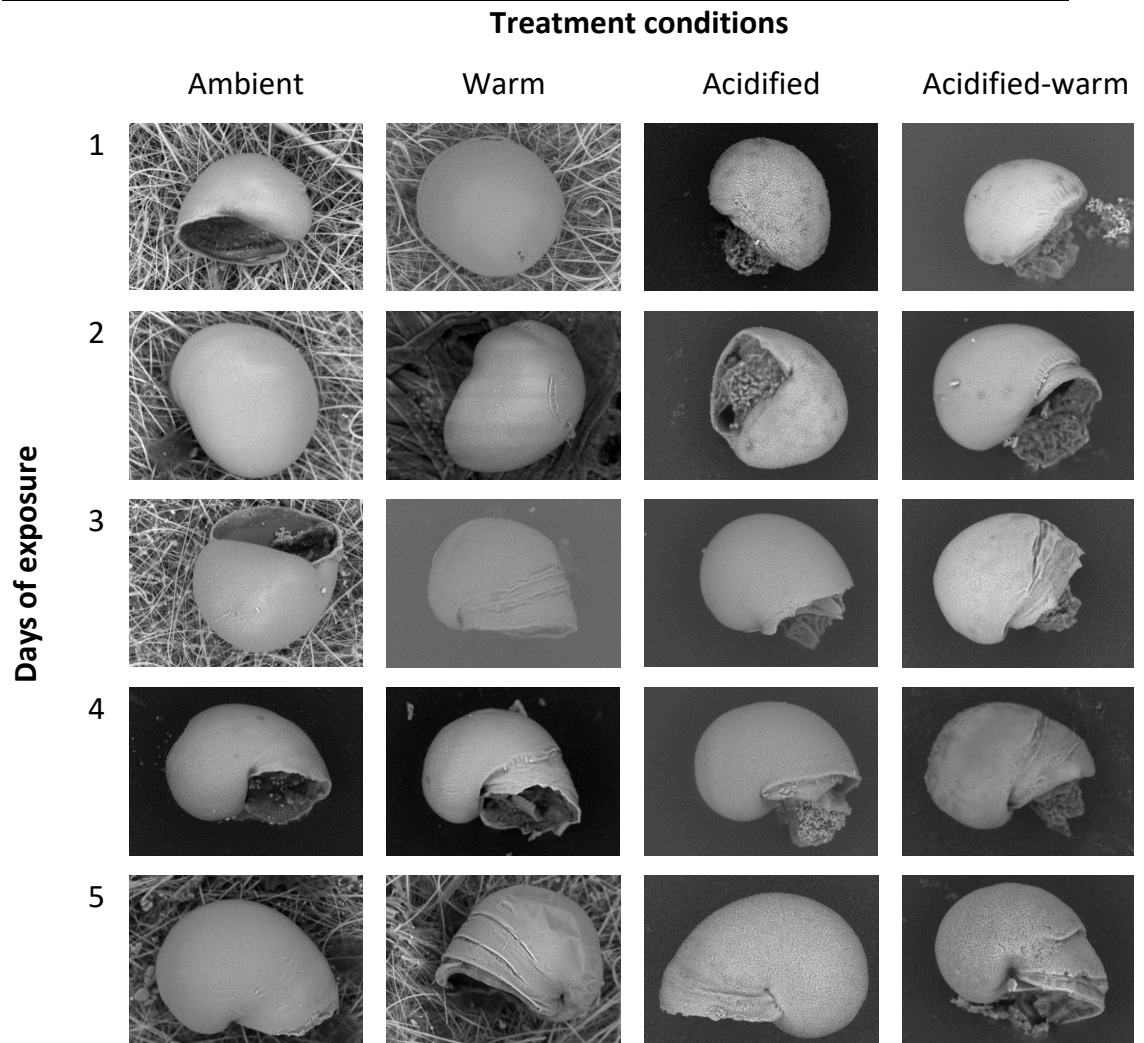 Treatment conditions
Ambient Warm Acidified Acidified-warm
Days of exposure
1
2
3
4
5